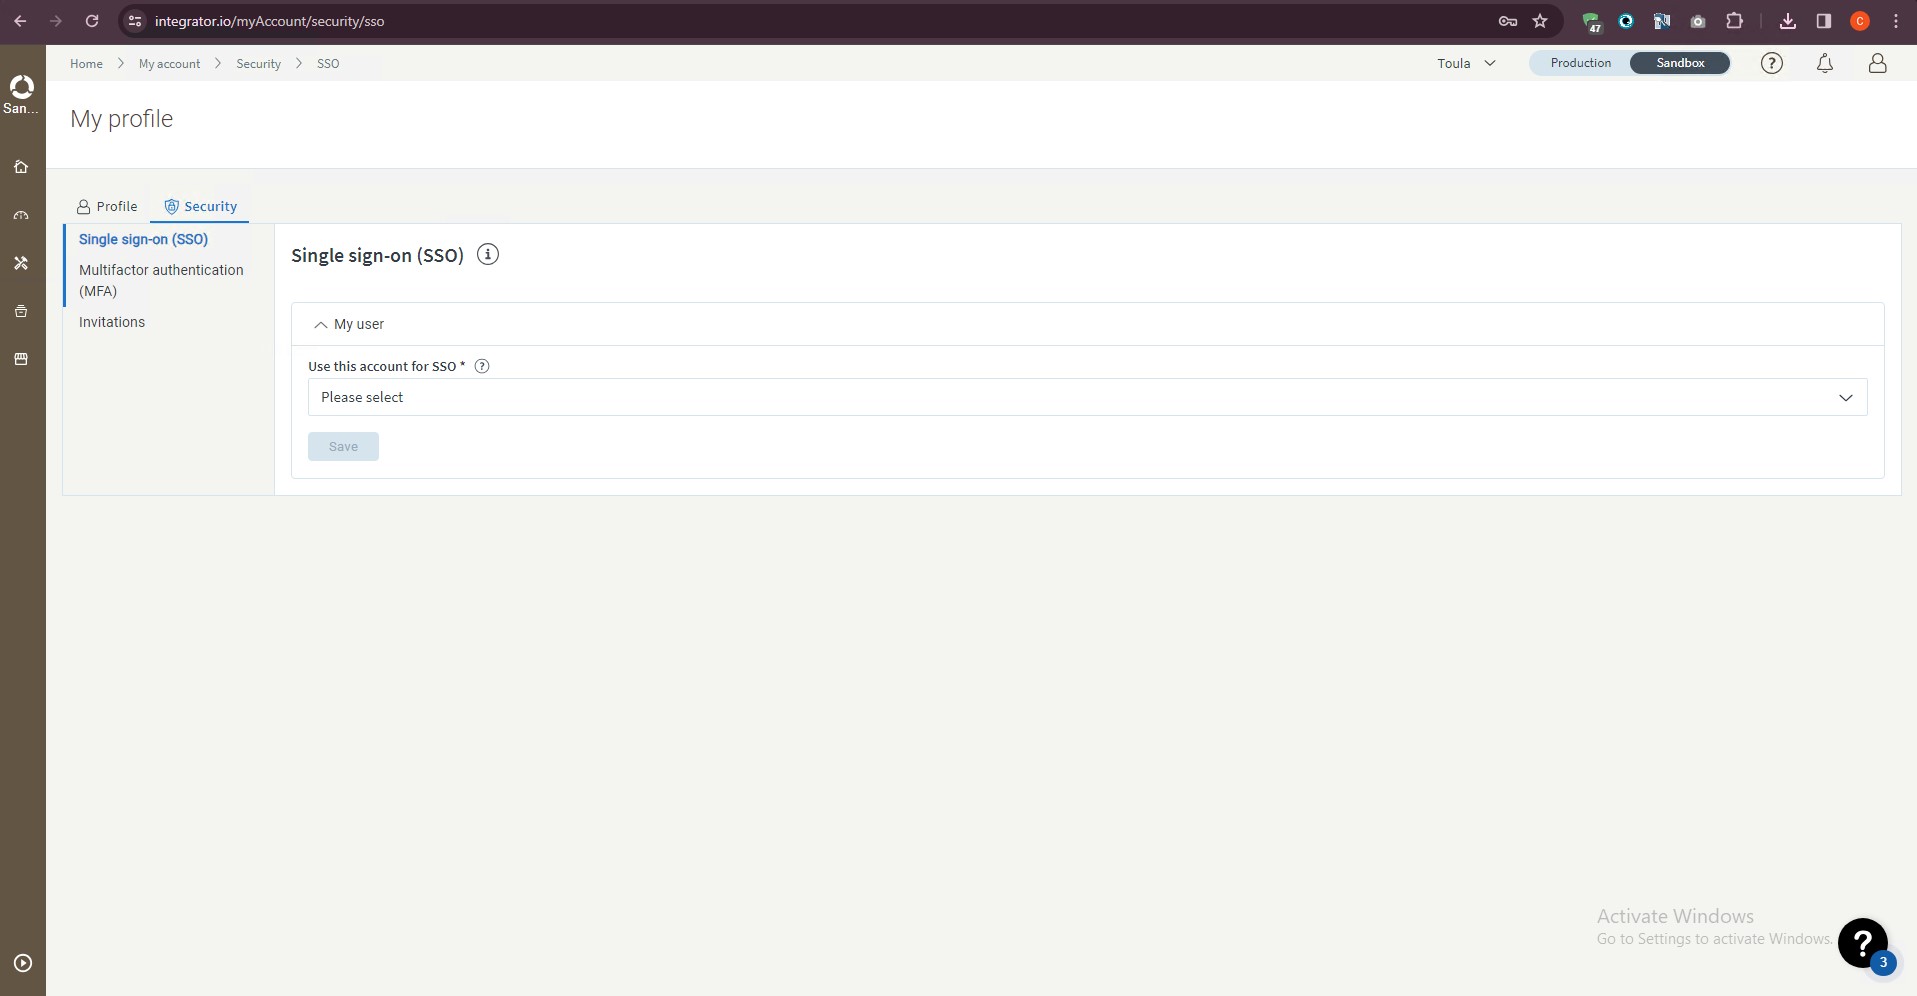 integrator.io/myAccount/security/sso
47
C
Home > My account > Security > SSO
Toula
Production
Sandbox
San...
My profile
Profile
Security
Single sign-on (SSO)
Multifactor authentication
(MFA)
Invitations
Single sign-on (SSO)
My user
Use this account for SSO *
Please select
Save
Activate Windows
Go to Settings to activate Windows.
3